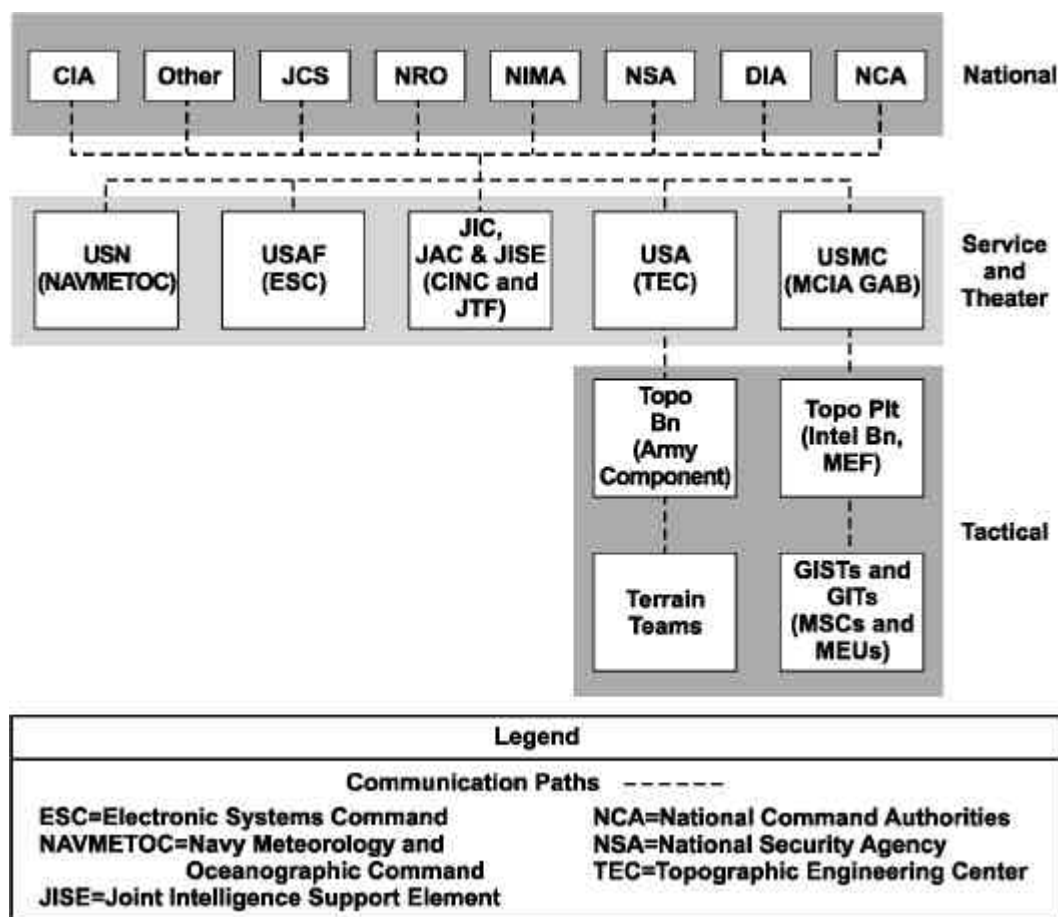 CIA
Other
JCS
NRO
NIMA
NSA
DIA
NCA
National
USN
(NAVMETOC)
USAF
(ESC)
JIC,
JAC & JISE
(CINC and
JTF)
USA
(TEC)
USMC
(MCIA GAB)
Service
and
Theater
Topo
Bn
(Army
Component)
Topo Plt
(Intel Bn,
MEF)
Tactical
Terrain
Teams
GISTs and
GITs
(MSCs and
MEUs)
Legend
Communication Paths
ESC=Electronic Systems Command
NAVMETOC=Navy Meteorology and
Oceanographic Command
JISE=Joint Intelligence Support Element
NCA=National Command Authorities
NSA=National Security Agency
TEC=Topographic Engineering Center